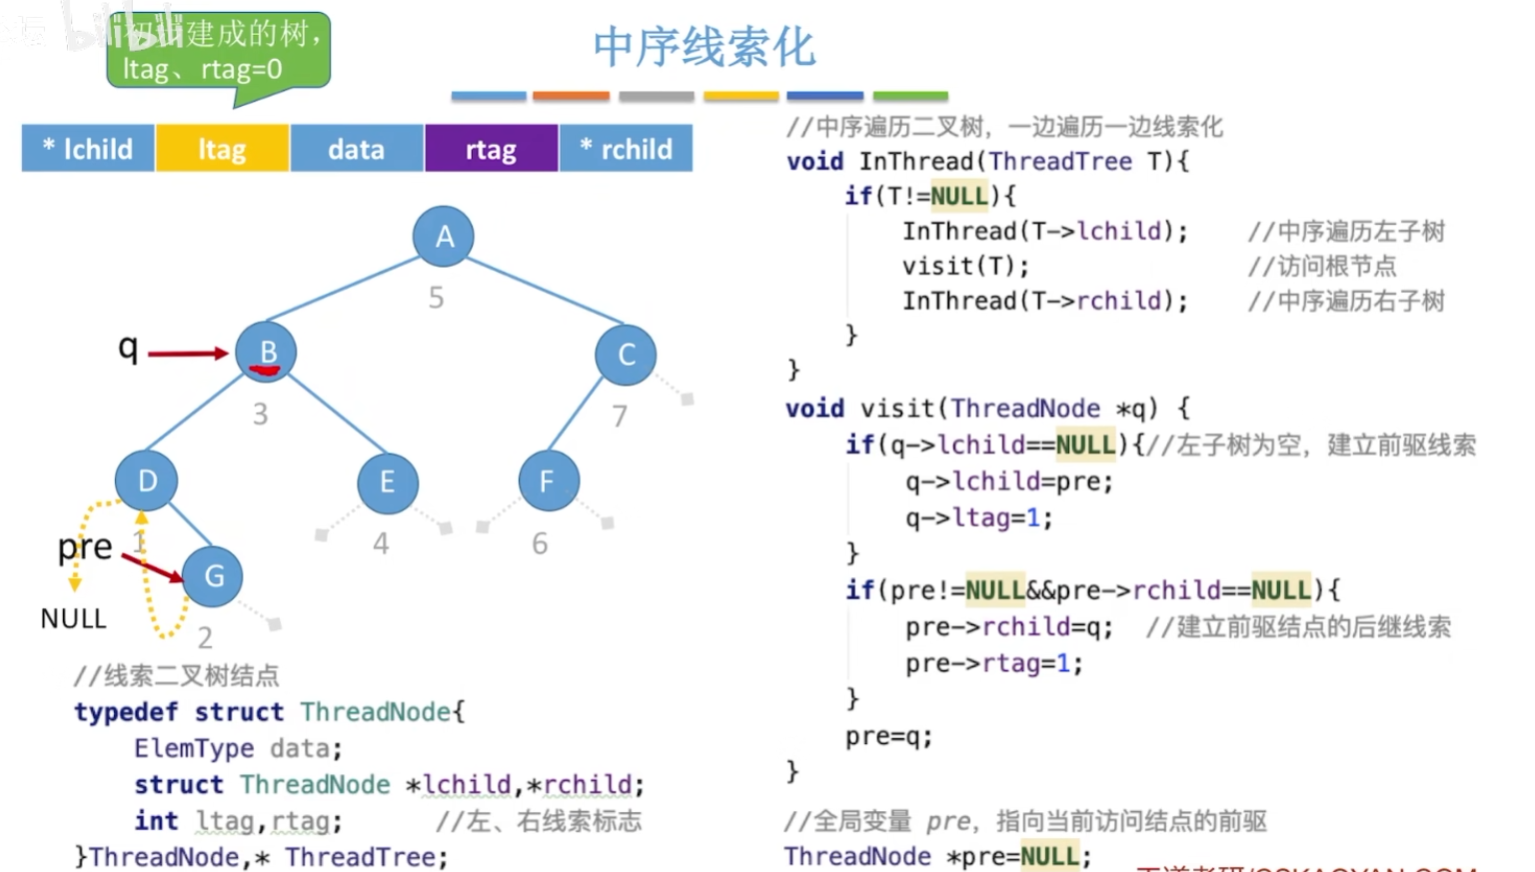 bilibili
初步建成的树，
ltag、rtag=0
中序线索化
* lchild ltag data rtag * rchild
A
5
q
B
3
C
7
D
1
E
4
F
6
pre
G
2
NULL
//线索二叉树结点
typedef struct ThreadNode{
ElemType data;
struct ThreadNode *lchild,*rchild;
int ltag,rtag; //左、右线索标志
}ThreadNode,* ThreadTree;
//中序遍历二叉树，一边遍历一边线索化
void InThread(ThreadTree T){
if(T!=NULL){
InThread(T->lchild); //中序遍历左子树
visit(T); //访问根节点
InThread(T->rchild); //中序遍历右子树
}
}
void visit(ThreadNode *q) {
if(q->lchild==NULL){//左子树为空，建立前驱线索
q->lchild=pre;
q->ltag=1;
}
if(pre!=NULL&&pre->rchild==NULL){
pre->rchild=q; //建立前驱结点的后继线索
pre->rtag=1;
}
pre=q;
}
//全局变量 pre，指向当前访问结点的前驱
ThreadNode *pre=NULL;